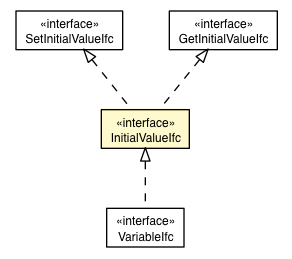 «interface»
SetInitialValueIfc
«interface»
GetInitialValueIfc
«interface»
InitialValueIfc
«interface»
VariableIfc